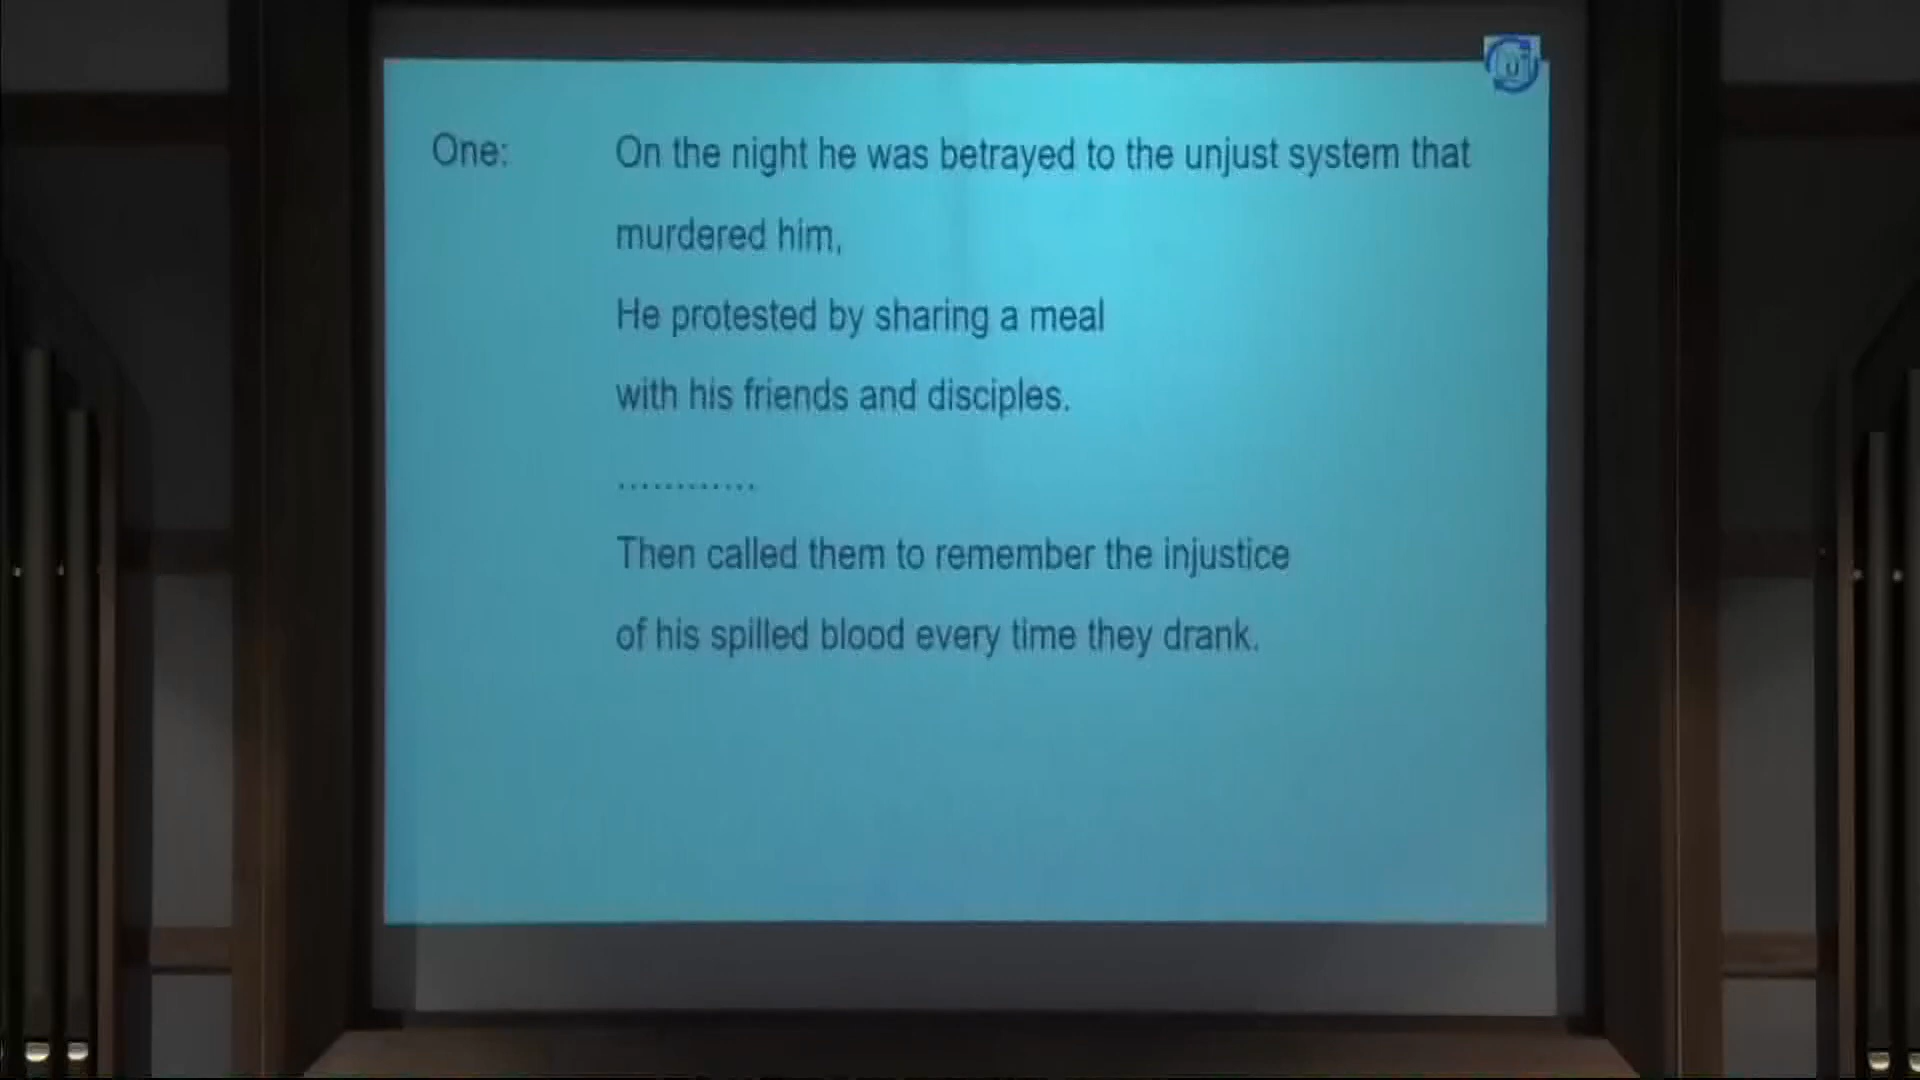 One: On the night he was betrayed to the unjust system that
murdered him,
He protested by sharing a meal
with his friends and disciples.
............
Then called them to remember the injustice
of his spilled blood every time they drank.